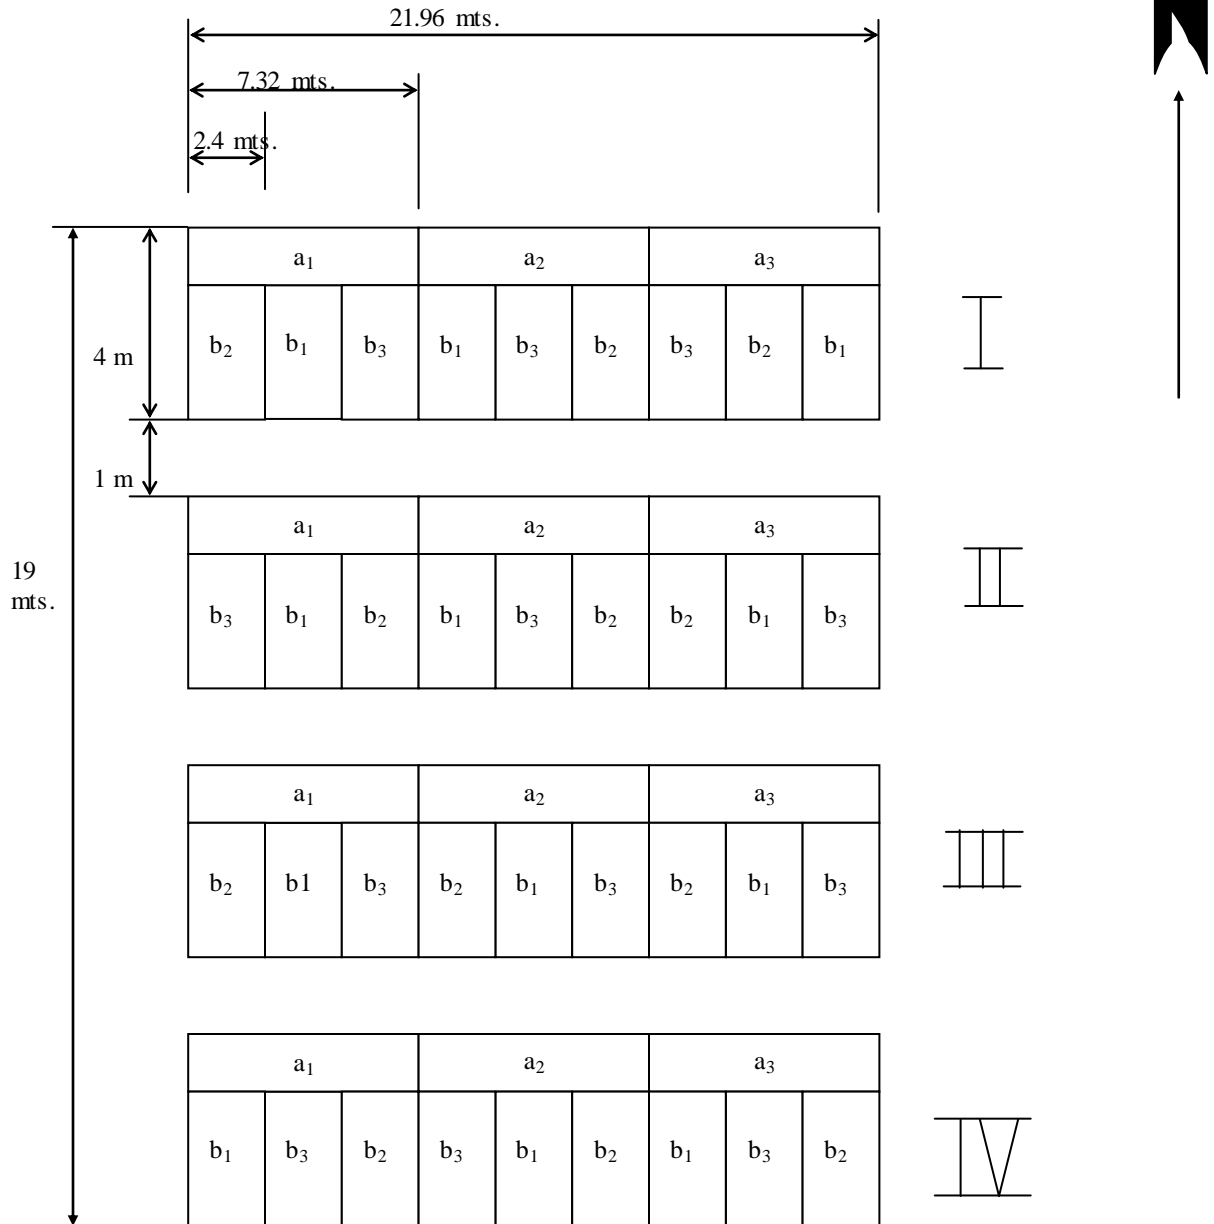 21.96 mts.
7.32 mts.
2.4 mts.
a₁ a₂ a₃
b₂ b₁ b₃ b₁ b₃ b₂ b₃ b₂ b₁
I
4 m
1 m
a₁ a₂ a₃
b₃ b₁ b₂ b₁ b₃ b₂ b₂ b₁ b₃
II
19
mts.
a₁ a₂ a₃
b₂ b1 b₃ b₂ b₁ b₃ b₂ b₁ b₃
III
a₁ a₂ a₃
b₁ b₃ b₂ b₃ b₁ b₂ b₁ b₃ b₂
IV